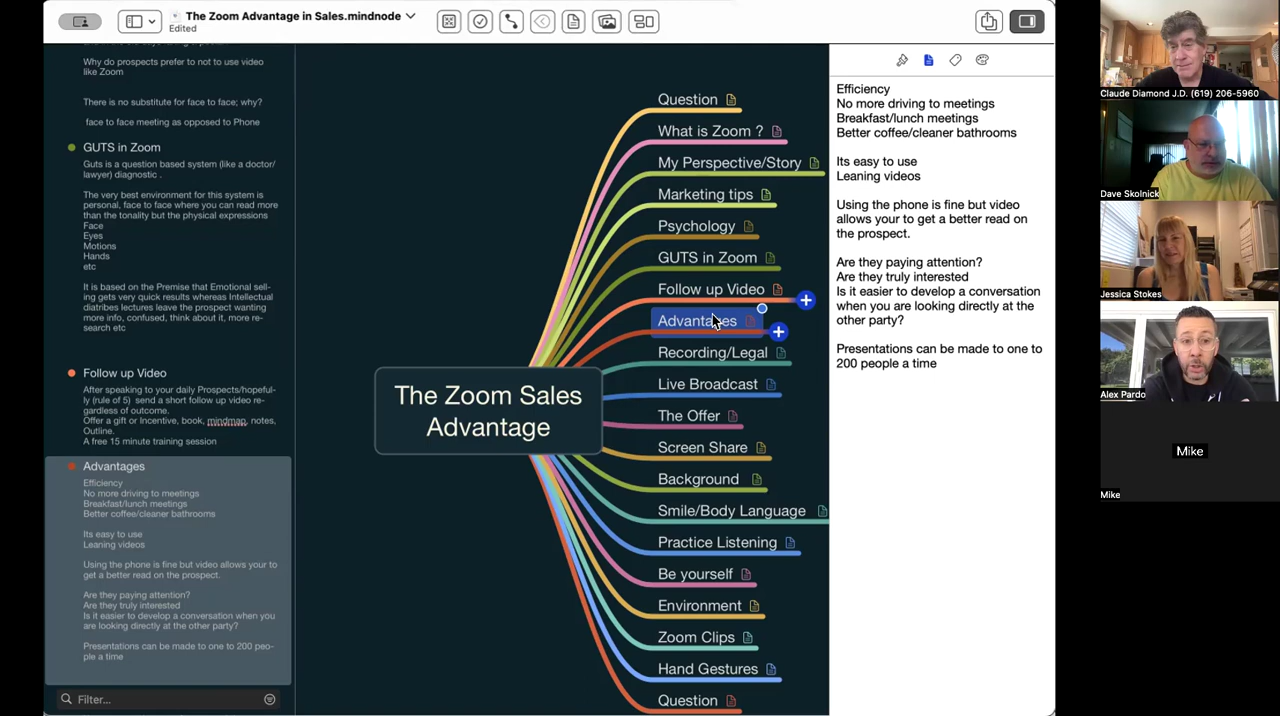 The Zoom Advantage in Sales.mindnode
Edited
Why do prospects prefer to not to use video
like Zoom
There is no substitute for face to face; why?
face to face meeting as opposed to Phone
GUTS in Zoom
Guts is a question based system (like a doctor/
lawyer) diagnostic .
The very best environment for this system is
personal, face to face where you can read more
than the tonality but the physical expressions
Face
Eyes
Motions
Hands
etc
It is based on the Premise that Emotional sell-
ing gets very quick results whereas Intellectual
diatribes lectures leave the prospect wanting
more info, confused, think about it, more re-
search etc
Follow up Video
After speaking to your daily Prospects/hopeful-
ly (rule of 5) send a short follow up video re-
gardless of outcome.
Offer a gift or Incentive, book, mindmap, notes,
Outline.
A free 15 minute training session
Advantages
Efficiency
No more driving to meetings
Breakfast/lunch meetings
Better coffee/cleaner bathrooms
Its easy to use
Leaning videos
Using the phone is fine but video allows your to
get a better read on the prospect.
Are they paying attention?
Are they truly interested
Is it easier to develop a conversation when you
are looking directly at the other party?
Presentations can be made to one to 200 peo-
ple a time
Filter...
The Zoom Sales
Advantage
Question
What is Zoom ?
My Perspective/Story
Marketing tips
Psychology
GUTS in Zoom
Follow up Video
Advantages
Recording/Legal
Live Broadcast
The Offer
Screen Share
Background
Smile/Body Language
Practice Listening
Be yourself
Environment
Zoom Clips
Hand Gestures
Question
Efficiency
No more driving to meetings
Breakfast/lunch meetings
Better coffee/cleaner bathrooms
Its easy to use
Leaning videos
Using the phone is fine but video
allows your to get a better read on
the prospect.
Are they paying attention?
Are they truly interested
Is it easier to develop a conversation
when you are looking directly at the
other party?
Presentations can be made to one to
200 people a time
Claude Diamond J.D. (619) 206-5960
Dave Skolnick
Jessica Stokes
Alex Pardo
Mike
Mike